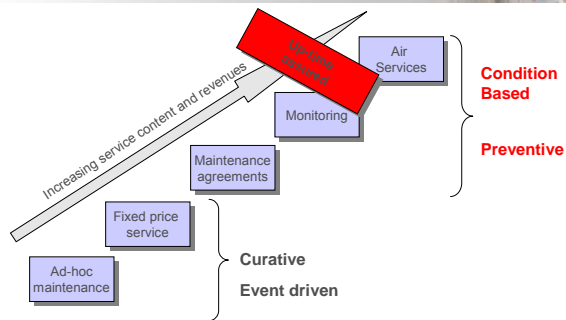 Up-time
assured
Air
Services
Condition
Based
Increasing service content and revenues
Monitoring
Preventive
Maintenance
agreements
Fixed price
service
Curative
Ad-hoc
maintenance
Event driven